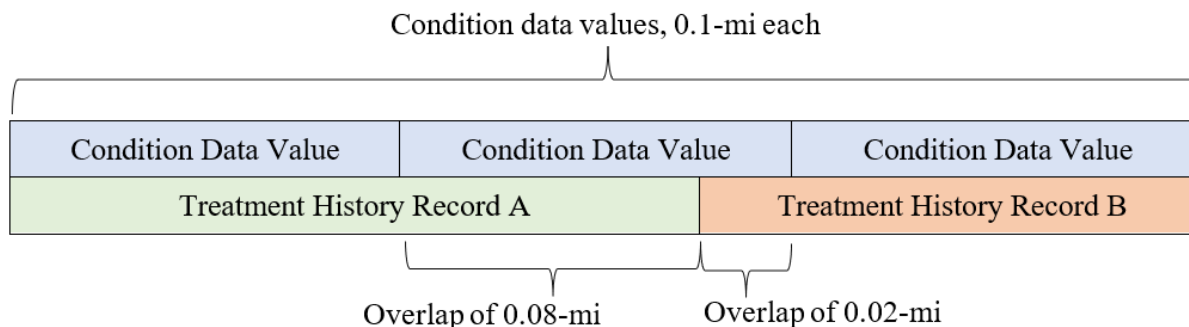 Condition data values, 0.1-mi each
Condition Data Value Condition Data Value Condition Data Value
Treatment History Record A Treatment History Record B
Overlap of 0.08-mi Overlap of 0.02-mi